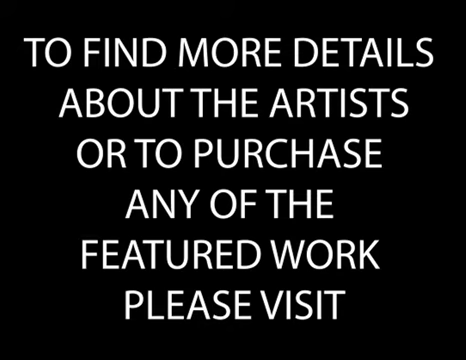 TO FIND MORE DETAILS
ABOUT THE ARTISTS
OR TO PURCHASE
ANY OF THE
FEATURED WORK
PLEASE VISIT